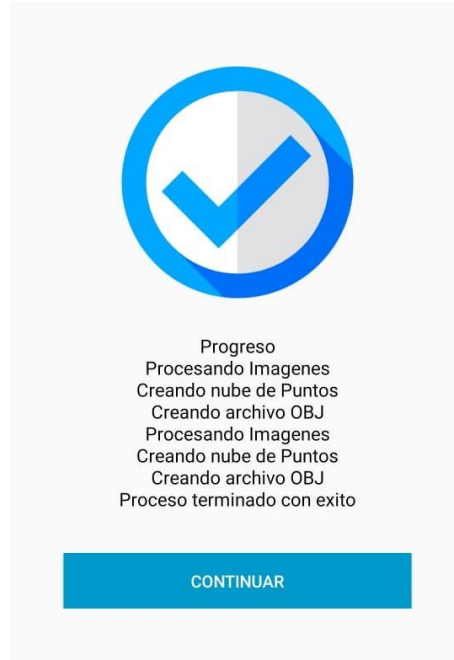 Progreso
Procesando Imagenes
Creando nube de Puntos
Creando archivo OBJ
Procesando Imagenes
Creando nube de Puntos
Creando archivo OBJ
Proceso terminado con exito
CONTINUAR